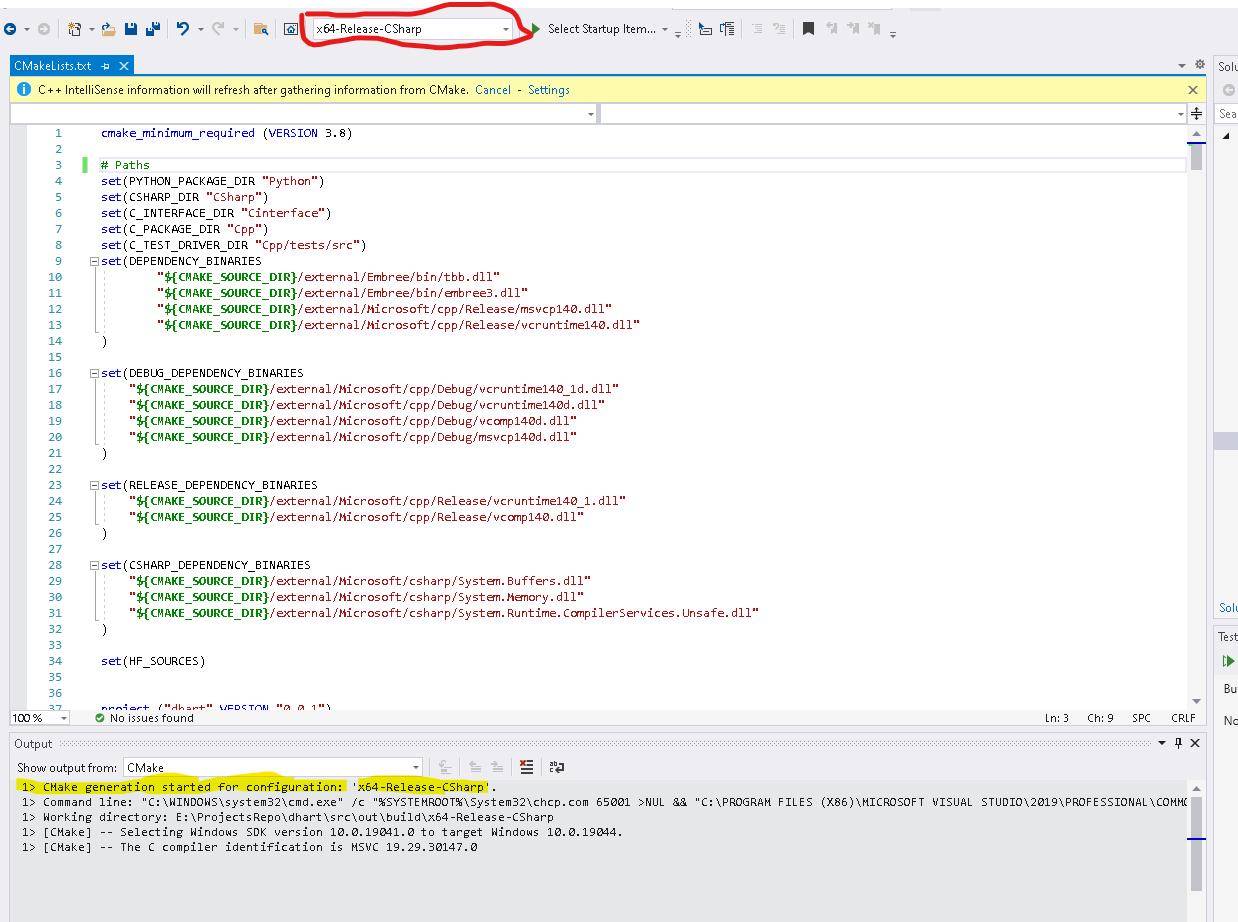 x64-Release-CSharp
Select Startup Item...
CMakeLists.txt
C++ IntelliSense information will refresh after gathering information from CMake. Cancel - Settings
1 cmake_minimum_required (VERSION 3.8)
2
3 # Paths
4 set(PYTHON_PACKAGE_DIR "Python")
5 set(CSHARP_DIR "CSharp")
6 set(C_INTERFACE_DIR "Cinterface")
7 set(C_PACKAGE_DIR "Cpp")
8 set(C_TEST_DRIVER_DIR "Cpp/tests/src")
9 set(DEPENDENCY_BINARIES
10 "${CMAKE_SOURCE_DIR}/external/Embree/bin/tbb.dll"
11 "${CMAKE_SOURCE_DIR}/external/Embree/bin/embree3.dll"
12 "${CMAKE_SOURCE_DIR}/external/Microsoft/cpp/Release/msvcp140.dll"
13 "${CMAKE_SOURCE_DIR}/external/Microsoft/cpp/Release/vcruntime140.dll"
14 )
15
16 set(DEBUG_DEPENDENCY_BINARIES
17 "${CMAKE_SOURCE_DIR}/external/Microsoft/cpp/Debug/vcruntime140_1d.dll"
18 "${CMAKE_SOURCE_DIR}/external/Microsoft/cpp/Debug/vcruntime140d.dll"
19 "${CMAKE_SOURCE_DIR}/external/Microsoft/cpp/Debug/vcomp140d.dll"
20 "${CMAKE_SOURCE_DIR}/external/Microsoft/cpp/Debug/msvcp140d.dll"
21 )
22
23 set(RELEASE_DEPENDENCY_BINARIES
24 "${CMAKE_SOURCE_DIR}/external/Microsoft/cpp/Release/vcruntime140_1.dll"
25 "${CMAKE_SOURCE_DIR}/external/Microsoft/cpp/Release/vcomp140.dll"
26 )
27
28 set(CSHARP_DEPENDENCY_BINARIES
29 "${CMAKE_SOURCE_DIR}/external/Microsoft/csharp/System.Buffers.dll"
30 "${CMAKE_SOURCE_DIR}/external/Microsoft/csharp/System.Memory.dll"
31 "${CMAKE_SOURCE_DIR}/external/Microsoft/csharp/System.Runtime.CompilerServices.Unsafe.dll"
32 )
33
34 set(HF_SOURCES)
35
36
37 project ("dhart" VERSION "0.0.1")
100 % No issues found Ln: 3 Ch: 9 SPC CRLF
Output
Show output from: CMake
1> CMake generation started for configuration: 'x64-Release-CSharp'.
1> Command line: "C:\WINDOWS\system32\cmd.exe" /c "%SYSTEMROOT%\System32\chcp.com 65001 >NUL && "C:\PROGRAM FILES (X86)\MICROSOFT VISUAL STUDIO\2019\PROFESSIONAL\COMMO
1> Working directory: E:\ProjectsRepo\dhart\src\out\build\x64-Release-CSharp
1> [CMake] -- Selecting Windows SDK version 10.0.19041.0 to target Windows 10.0.19044.
1> [CMake] -- The C compiler identification is MSVC 19.29.30147.0
Solu
Sea
Solu
Test
Bu
No